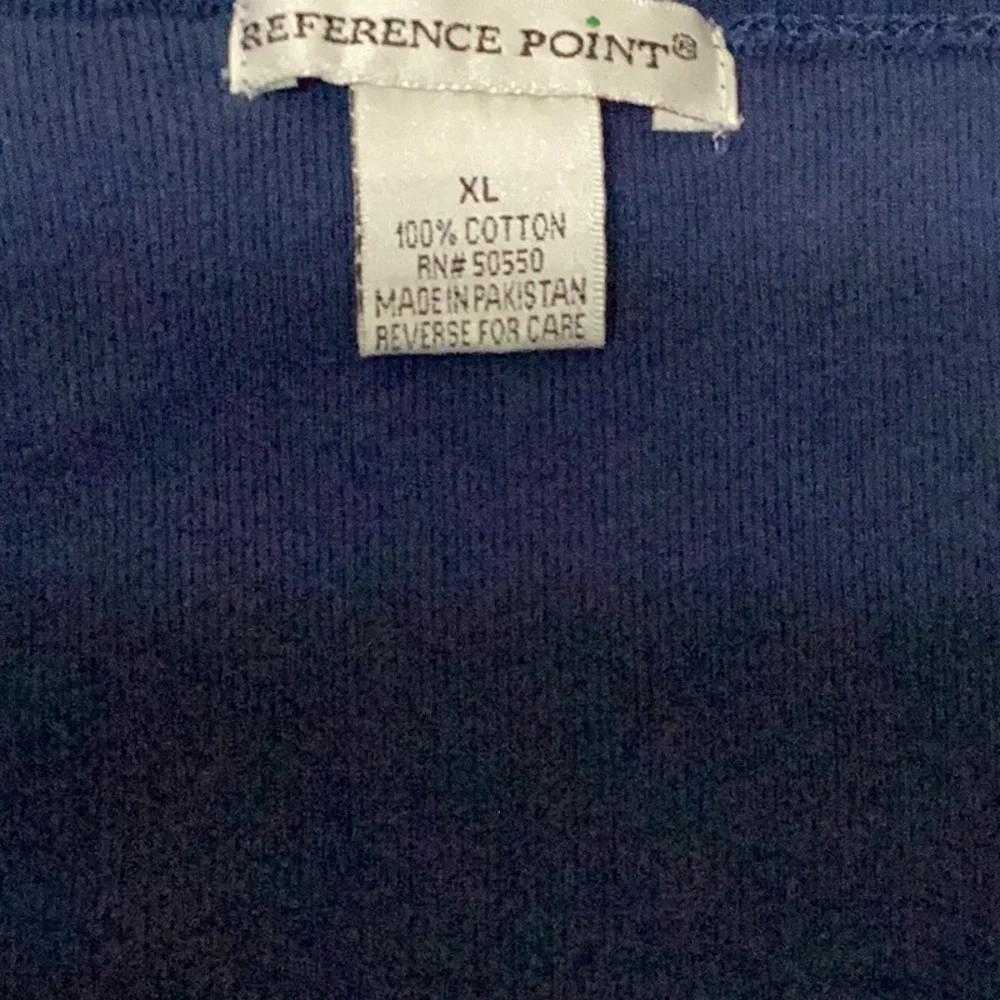 REFERENCE POINT®
XL
100% COTTON
RN# 50550
MADE IN PAKISTAN
REVERSE FOR CARE